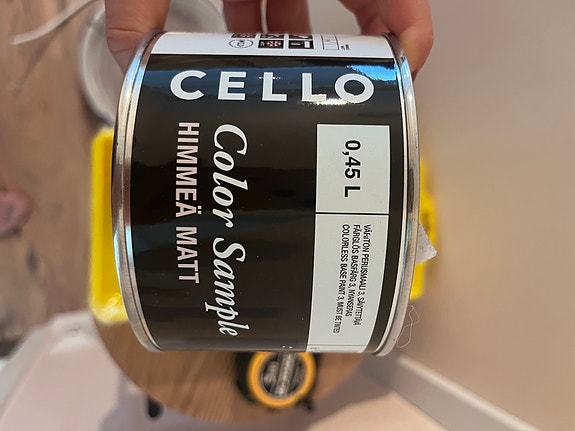 CELLO
Color Sample
HIMMEÄ MATT
0,45 L
VÄRITÖN PERUSMAALI 3, SÄVYTETTÄVÄ
FÄRGLÖS BASFÄRG 3, NYANSERAS
COLORLESS BASE PAINT 3, MUST BE TINTED